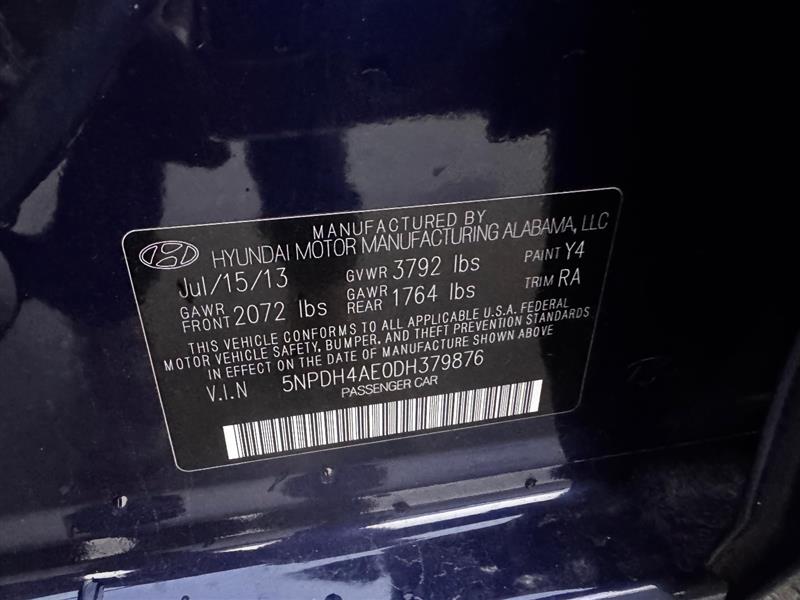 MANUFACTURED BY
HYUNDAI MOTOR MANUFACTURING ALABAMA, LLC
Jul/15/13 GVWR 3792 lbs PAINT Y4
GAWR FRONT 2072 lbs GAWR REAR 1764 lbs TRIM RA
THIS VEHICLE CONFORMS TO ALL APPLICABLE U.S.A. FEDERAL
MOTOR VEHICLE SAFETY, BUMPER, AND THEFT PREVENTION STANDARDS
IN EFFECT ON THE DATE OF MANUFACTURE SHOWN ABOVE
V.I.N 5NPDH4AE0DH379876
PASSENGER CAR